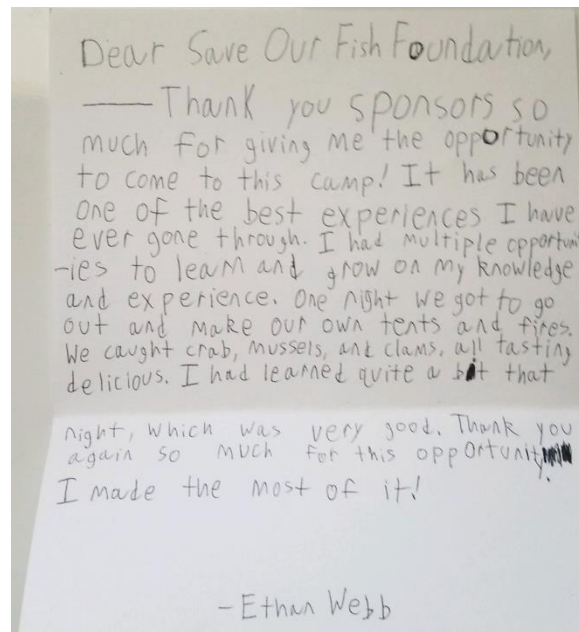 Dear Save Our Fish Foundation,
—— Thank you sponsors so
much for giving me the opportunity
to come to this camp! It has been
one of the best experiences I have
ever gone through. I had multiple opportuni
-ies to learn and grow on my knowledge
and experience. One night we got to go
out and make our own tents and fires.
We caught crab, mussels, and clams, all tasting
delicious. I had learned quite a bit that
night, which was very good. Thank you
again so much for this opportunity.
I made the most of it!
- Ethan Webb